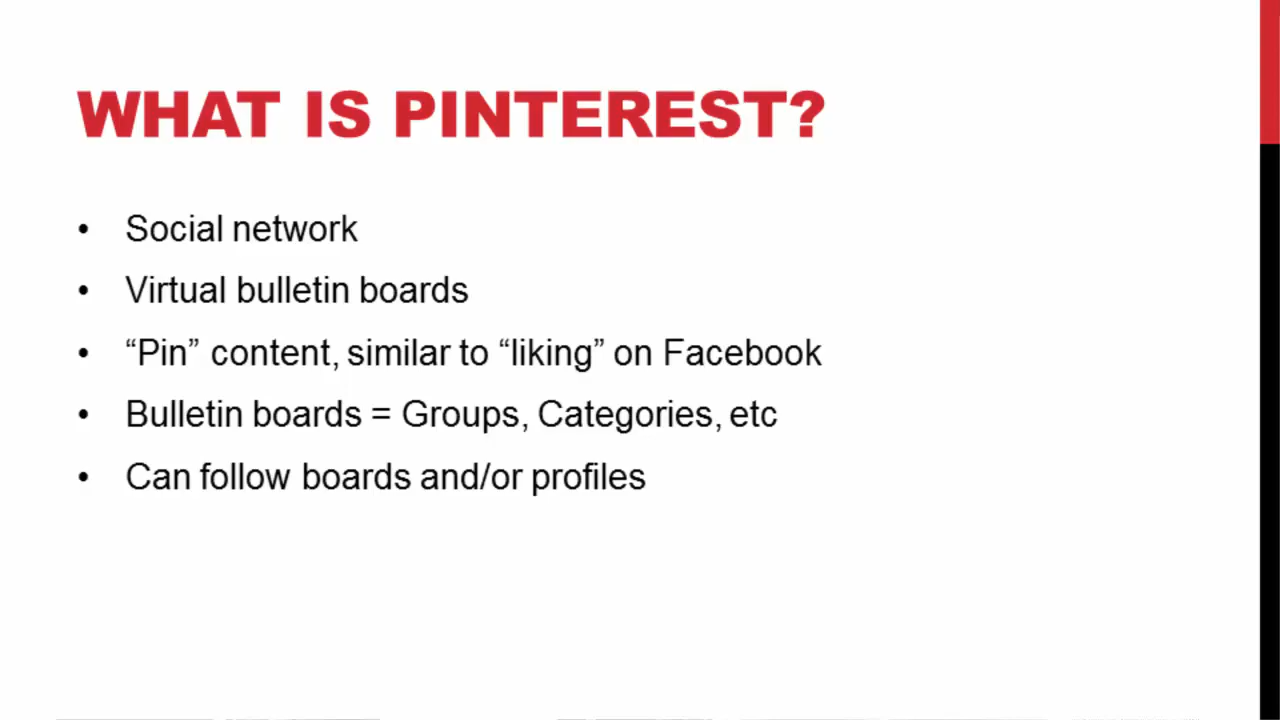 WHAT IS PINTEREST?
• Social network
• Virtual bulletin boards
• “Pin” content, similar to “liking” on Facebook
• Bulletin boards = Groups, Categories, etc
• Can follow boards and/or profiles